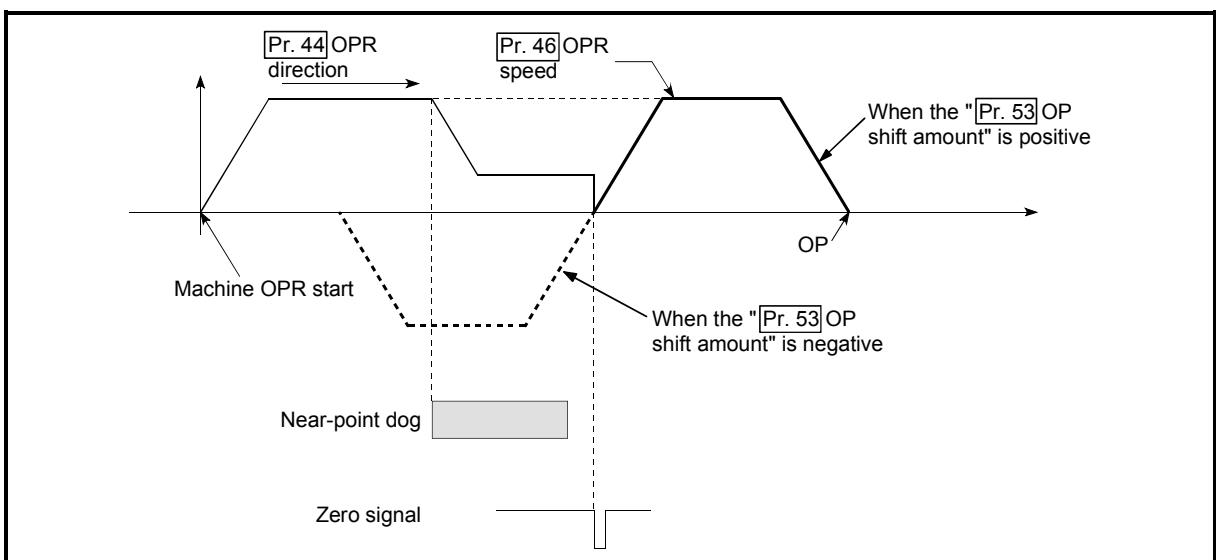 Pr. 44 OPR
direction
Pr. 46 OPR
speed
When the "Pr. 53 OP
shift amount" is positive
OP
Machine OPR start
When the "Pr. 53 OP
shift amount" is negative
Near-point dog
Zero signal